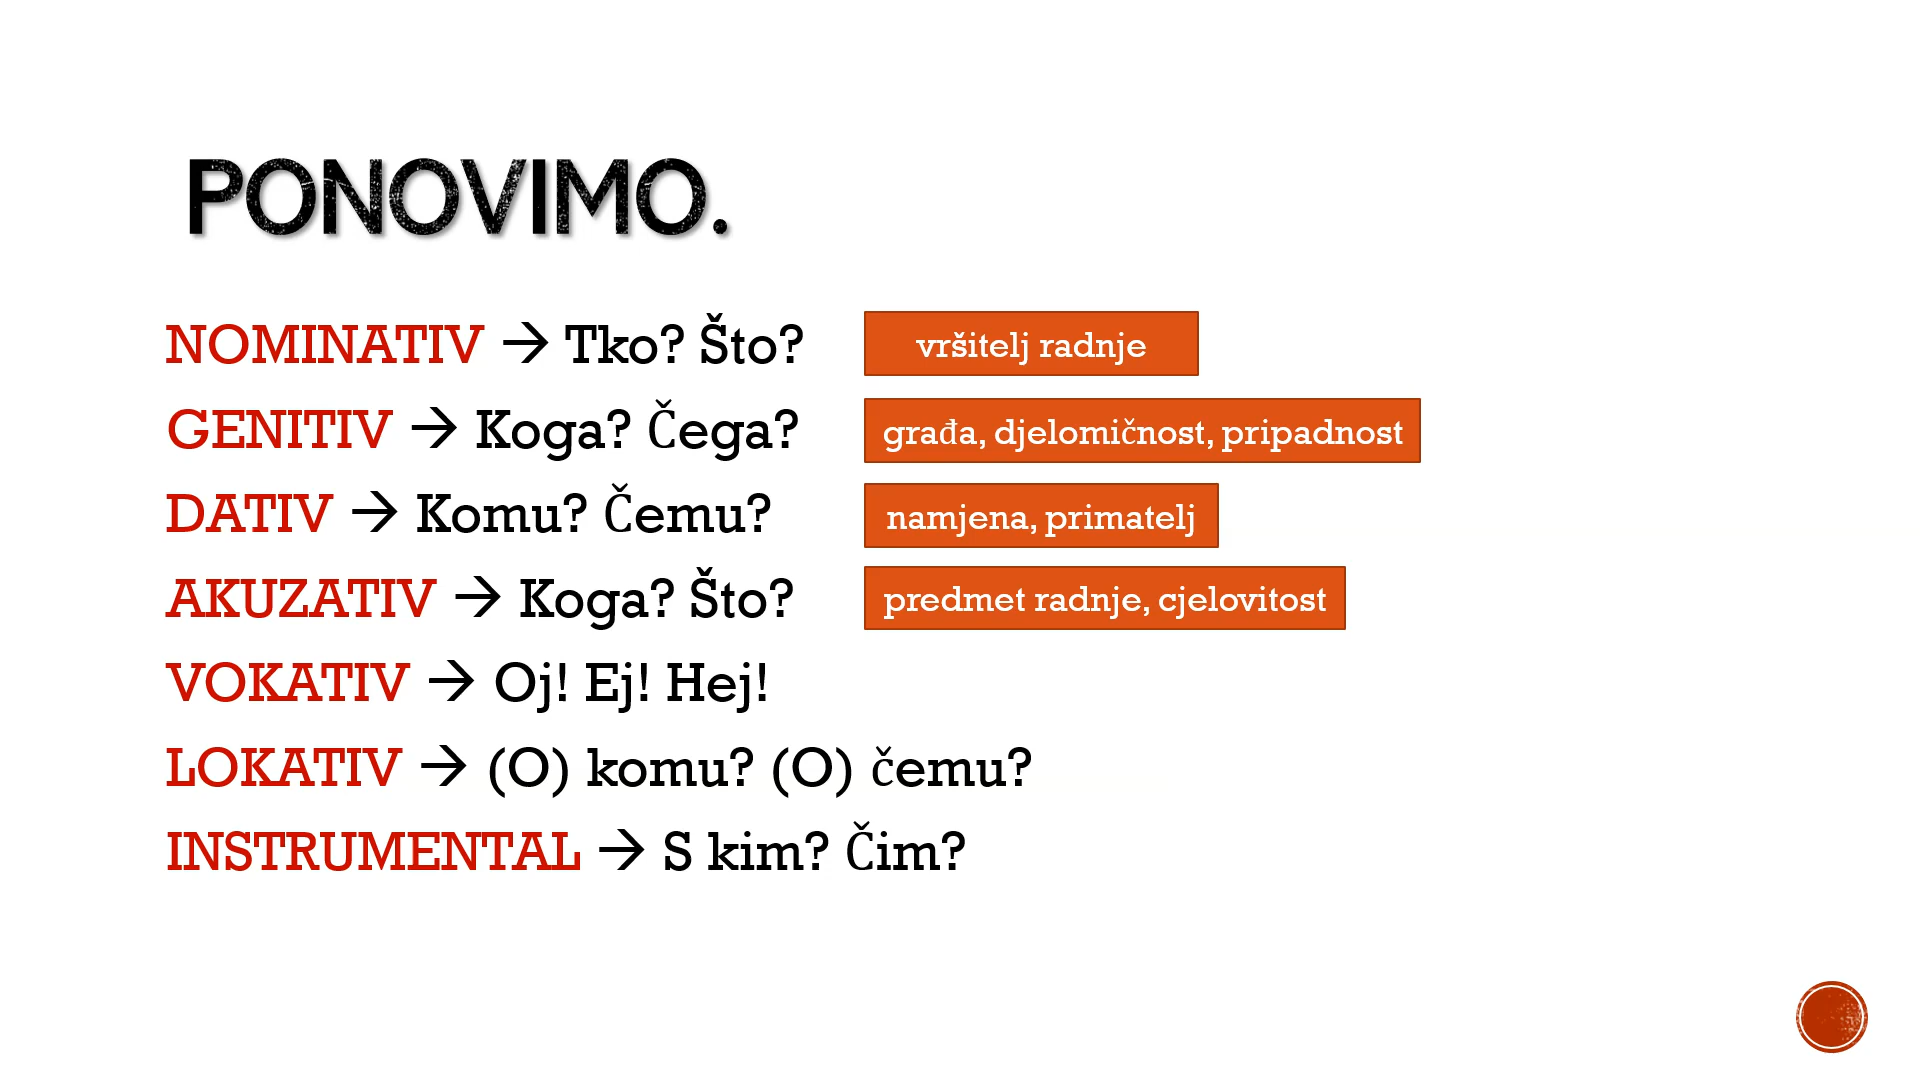 PONOVIMO.
NOMINATIV → Tko? Što? vršitelj radnje
GENITIV → Koga? Čega? građa, djelomičnost, pripadnost
DATIV → Komu? Čemu? namjena, primatelj
AKUZATIV → Koga? Što? predmet radnje, cjelovitost
VOKATIV → Oj! Ej! Hej!
LOKATIV → (O) komu? (O) čemu?
INSTRUMENTAL → S kim? Čim?